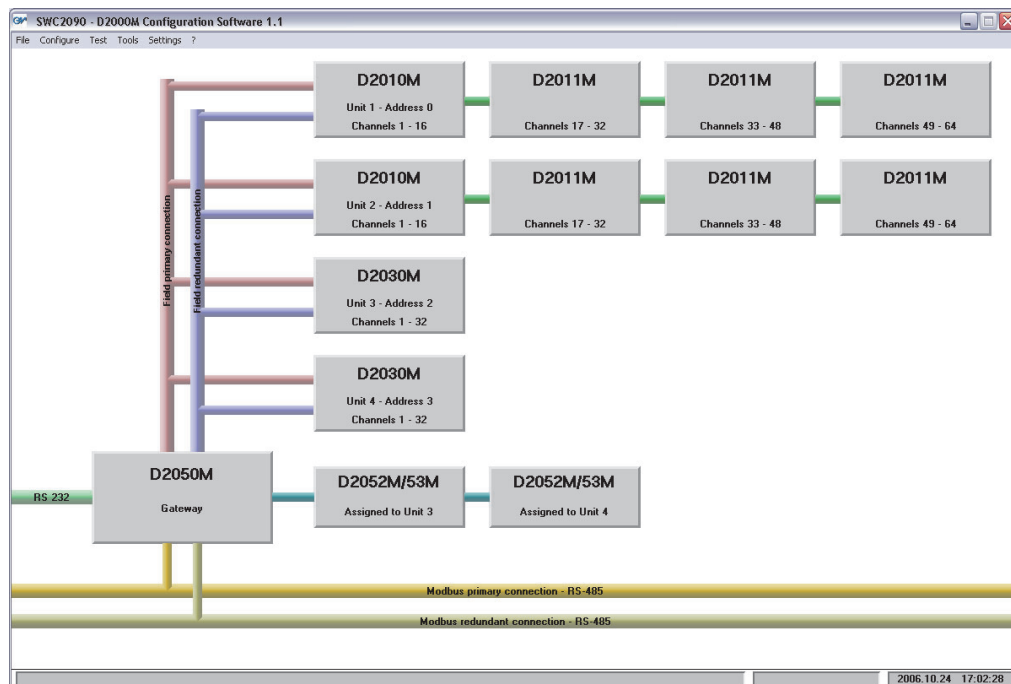 SWC2090 - D2000M Configuration Software 1.1
File Configure Test Tools Settings ?
D2010M
Unit 1 - Address 0
Channels 1 - 16
D2011M
Channels 17 - 32
D2011M
Channels 33 - 48
D2011M
Channels 49 - 64
D2010M
Unit 2 - Address 1
Channels 1 - 16
D2011M
Channels 17 - 32
D2011M
Channels 33 - 48
D2011M
Channels 49 - 64
Field primary connection
Field redundant connection
D2030M
Unit 3 - Address 2
Channels 1 - 32
D2030M
Unit 4 - Address 3
Channels 1 - 32
RS 232
D2050M
Gateway
D2052M/53M
Assigned to Unit 3
D2052M/53M
Assigned to Unit 4
Modbus primary connection - RS-485
Modbus redundant connection - RS-485
2006.10.24 17:02:28